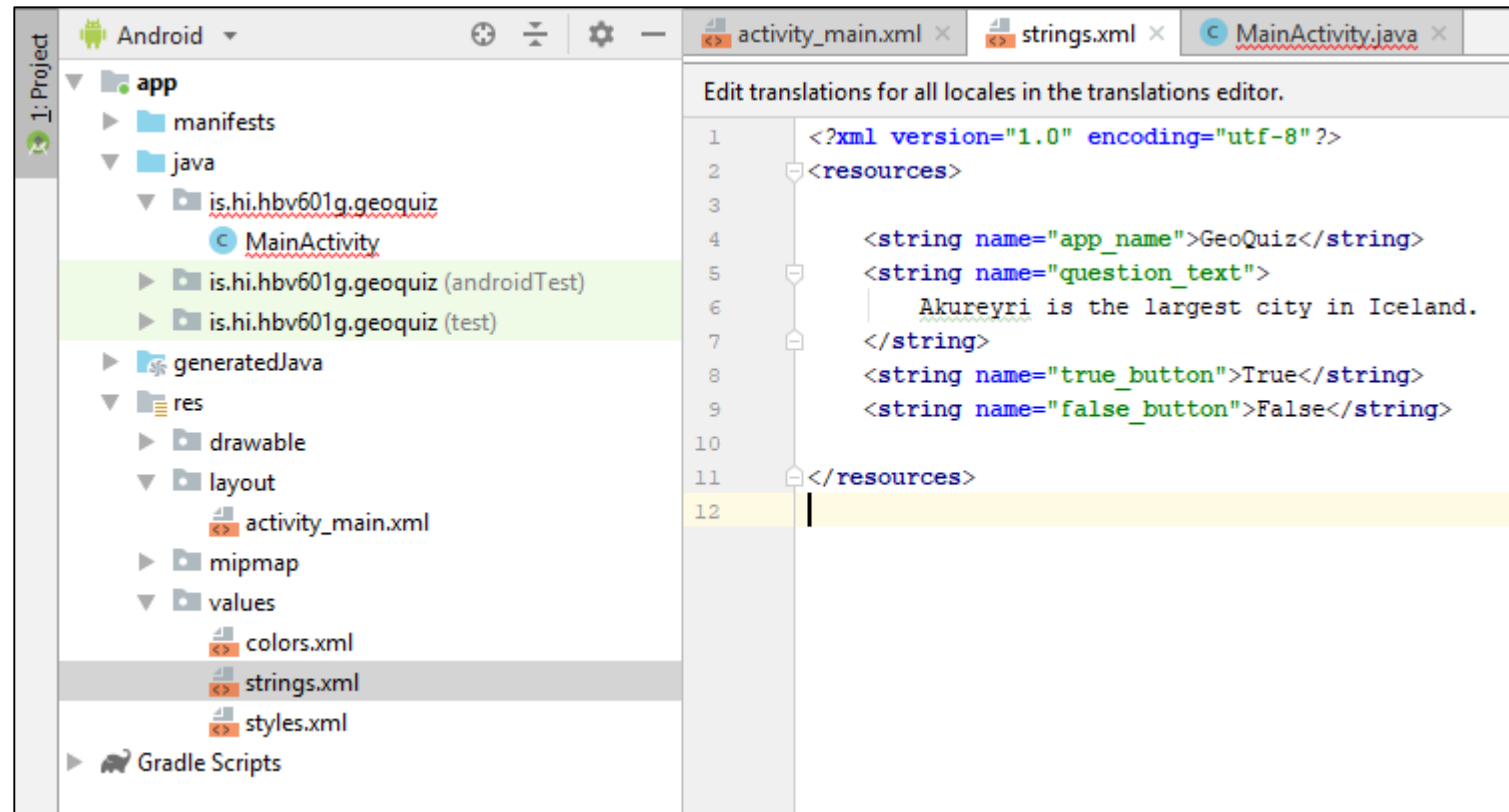 1: Project
Android
app
manifests
java
is.hi.hbv601g.geoquiz
MainActivity
is.hi.hbv601g.geoquiz (androidTest)
is.hi.hbv601g.geoquiz (test)
generatedJava
res
drawable
layout
activity_main.xml
mipmap
values
colors.xml
strings.xml
styles.xml
Gradle Scripts
activity_main.xml strings.xml MainActivity.java
Edit translations for all locales in the translations editor.
1 <?xml version="1.0" encoding="utf-8"?>
2 <resources>
3
4 <string name="app_name">GeoQuiz</string>
5 <string name="question_text">
6 Akureyri is the largest city in Iceland.
7 </string>
8 <string name="true_button">True</string>
9 <string name="false_button">False</string>
10
11 </resources>
12